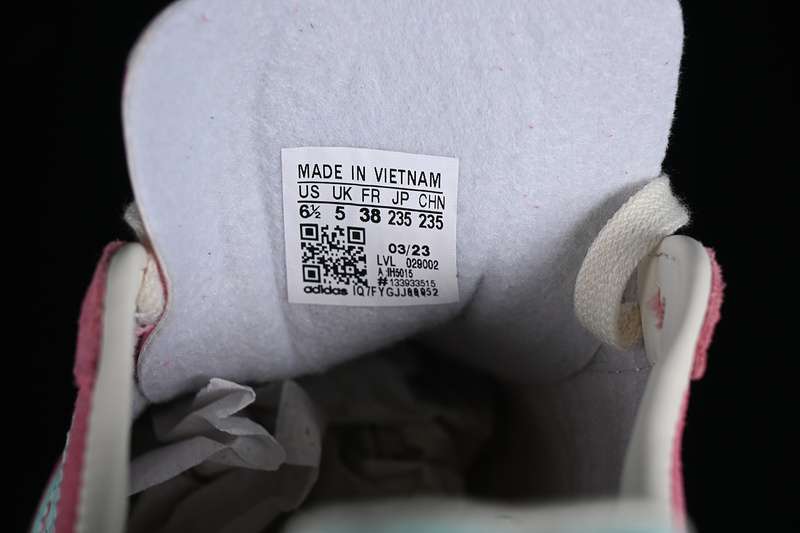 MADE IN VIETNAM
US UK FR JP CHN
6½ 5 38 235 235
03/23
LVL 029002
A:IH5015
#133933515
adidas